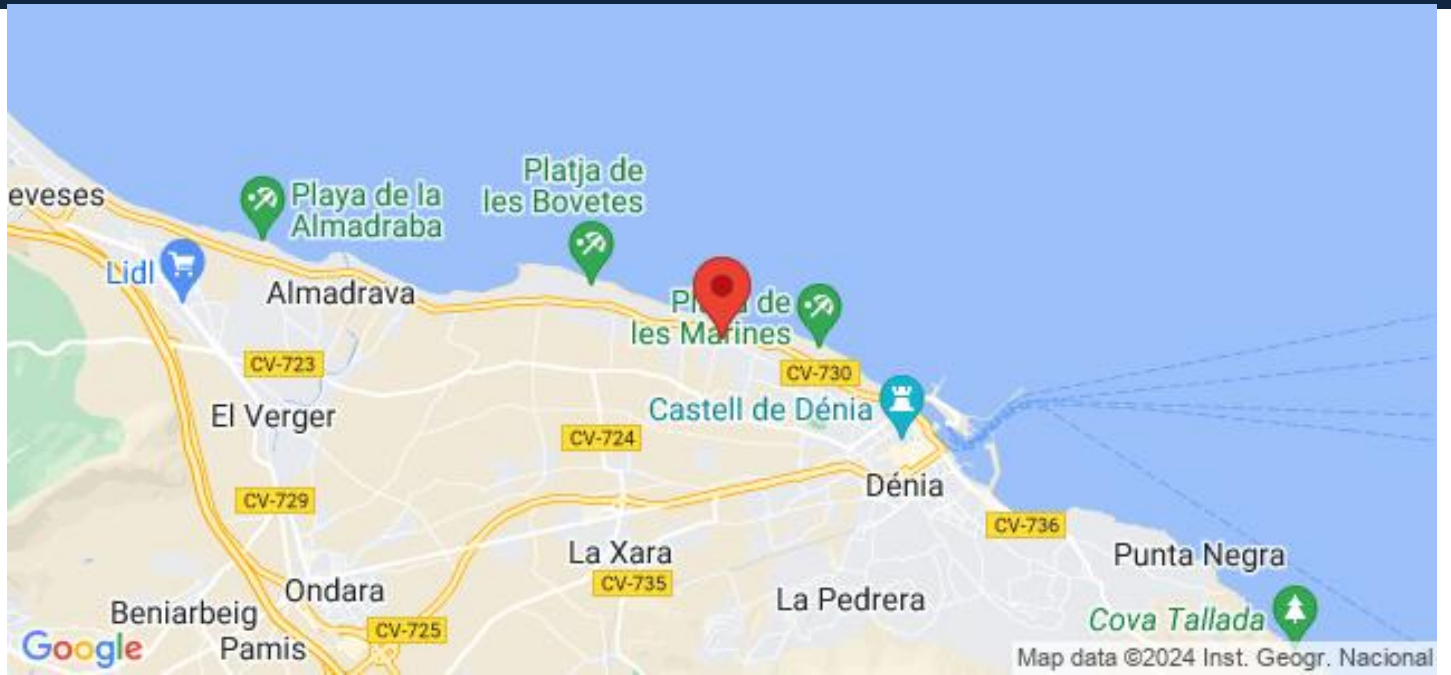 Platja de
les Bovetes
eveses
Playa de la
Almadraba
Lidl
Almadrava
les Marines
CV-723
CV-730
El Verger
Castell de Dénia
CV-724
CV-729
Dénia
CV-736
La Xara
Punta Negra
CV-735
Ondara
La Pedrera
Beniarbeig
Cova Tallada
CV-725
Pamis
Google
Map data ©2024 Inst. Geogr. Nacional